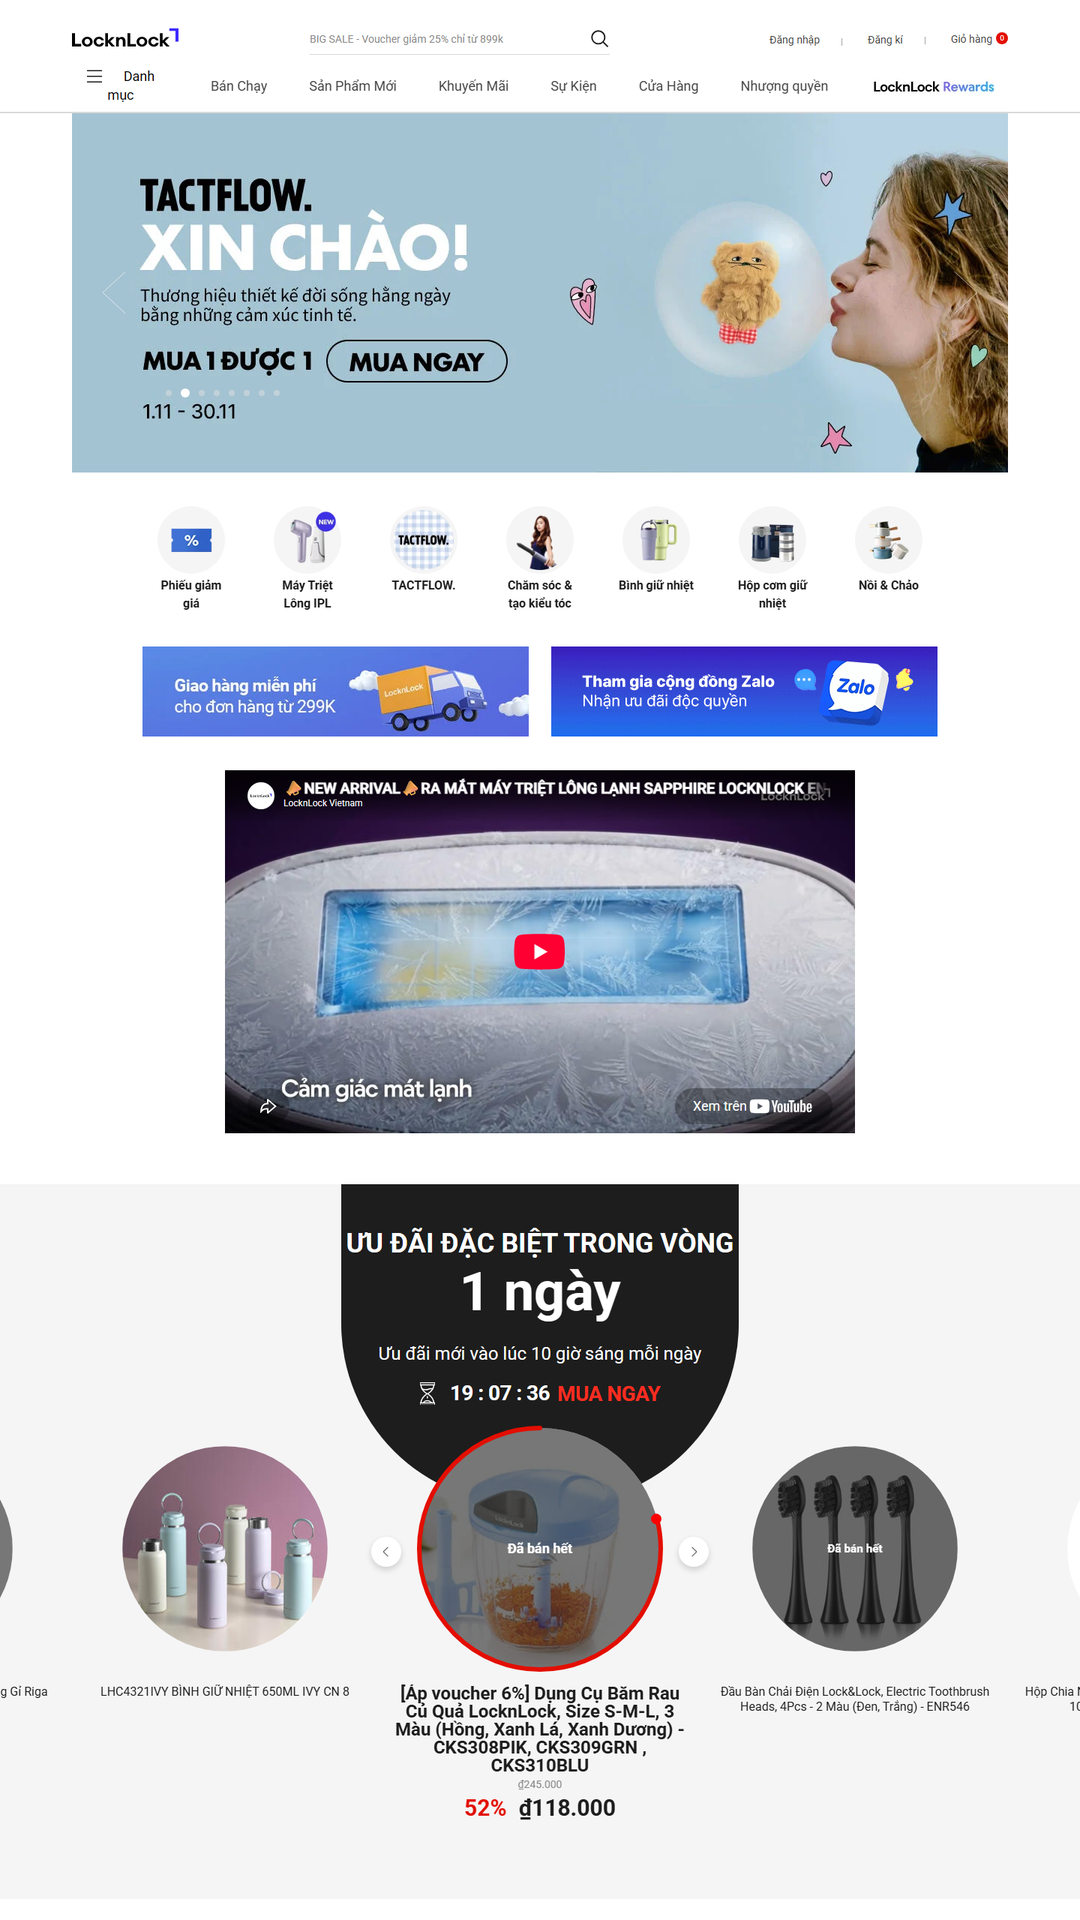 LocknLock
BIG SALE - Voucher giảm 25% chỉ từ 899k
Đăng nhập | Đăng kí | Giỏ hàng 0
Danh mục
Bán Chạy
Sản Phẩm Mới
Khuyến Mãi
Sự Kiện
Cửa Hàng
Nhượng quyền
LocknLock Rewards
TACTFLOW.
XIN CHÀO!
Thương hiệu thiết kế đời sống hằng ngày
bằng những cảm xúc tinh tế.
MUA 1 ĐƯỢC 1
MUA NGAY
1.11 - 30.11
%
NEW
TACTFLOW.
Phiếu giảm
giá
Máy Triệt
Lông IPL
TACTFLOW.
Chăm sóc &
tạo kiểu tóc
Bình giữ nhiệt
Hộp cơm giữ
nhiệt
Nồi & Chảo
Giao hàng miễn phí
cho đơn hàng từ 299K
LocknLock
Tham gia cộng đồng Zalo
Nhận ưu đãi độc quyền
Zalo
NEW ARRIVAL RA MẮT MÁY TRIỆT LÔNG LẠNH SAPPHIRE LOCKNLOCK EN
LocknLock Vietnam
LocknLock
Cảm giác mát lạnh
Xem trên YouTube
ƯU ĐÃI ĐẶC BIỆT TRONG VÒNG
1 ngày
Ưu đãi mới vào lúc 10 giờ sáng mỗi ngày
19 : 07 : 36 MUA NGAY
Đã bán hết
Đã bán hết
g Gỉ Riga
LHC4321IVY BÌNH GIỮ NHIỆT 650ML IVY CN 8
[Áp voucher 6%] Dụng Cụ Băm Rau
Củ Quả LocknLock, Size S-M-L, 3
Màu (Hồng, Xanh Lá, Xanh Dương) -
CKS308PIK, CKS309GRN ,
CKS310BLU
₫245.000
52% ₫118.000
Đầu Bàn Chải Điện Lock&Lock, Electric Toothbrush
Heads, 4Pcs - 2 Màu (Đen, Trắng) - ENR546
Hộp Chia
10